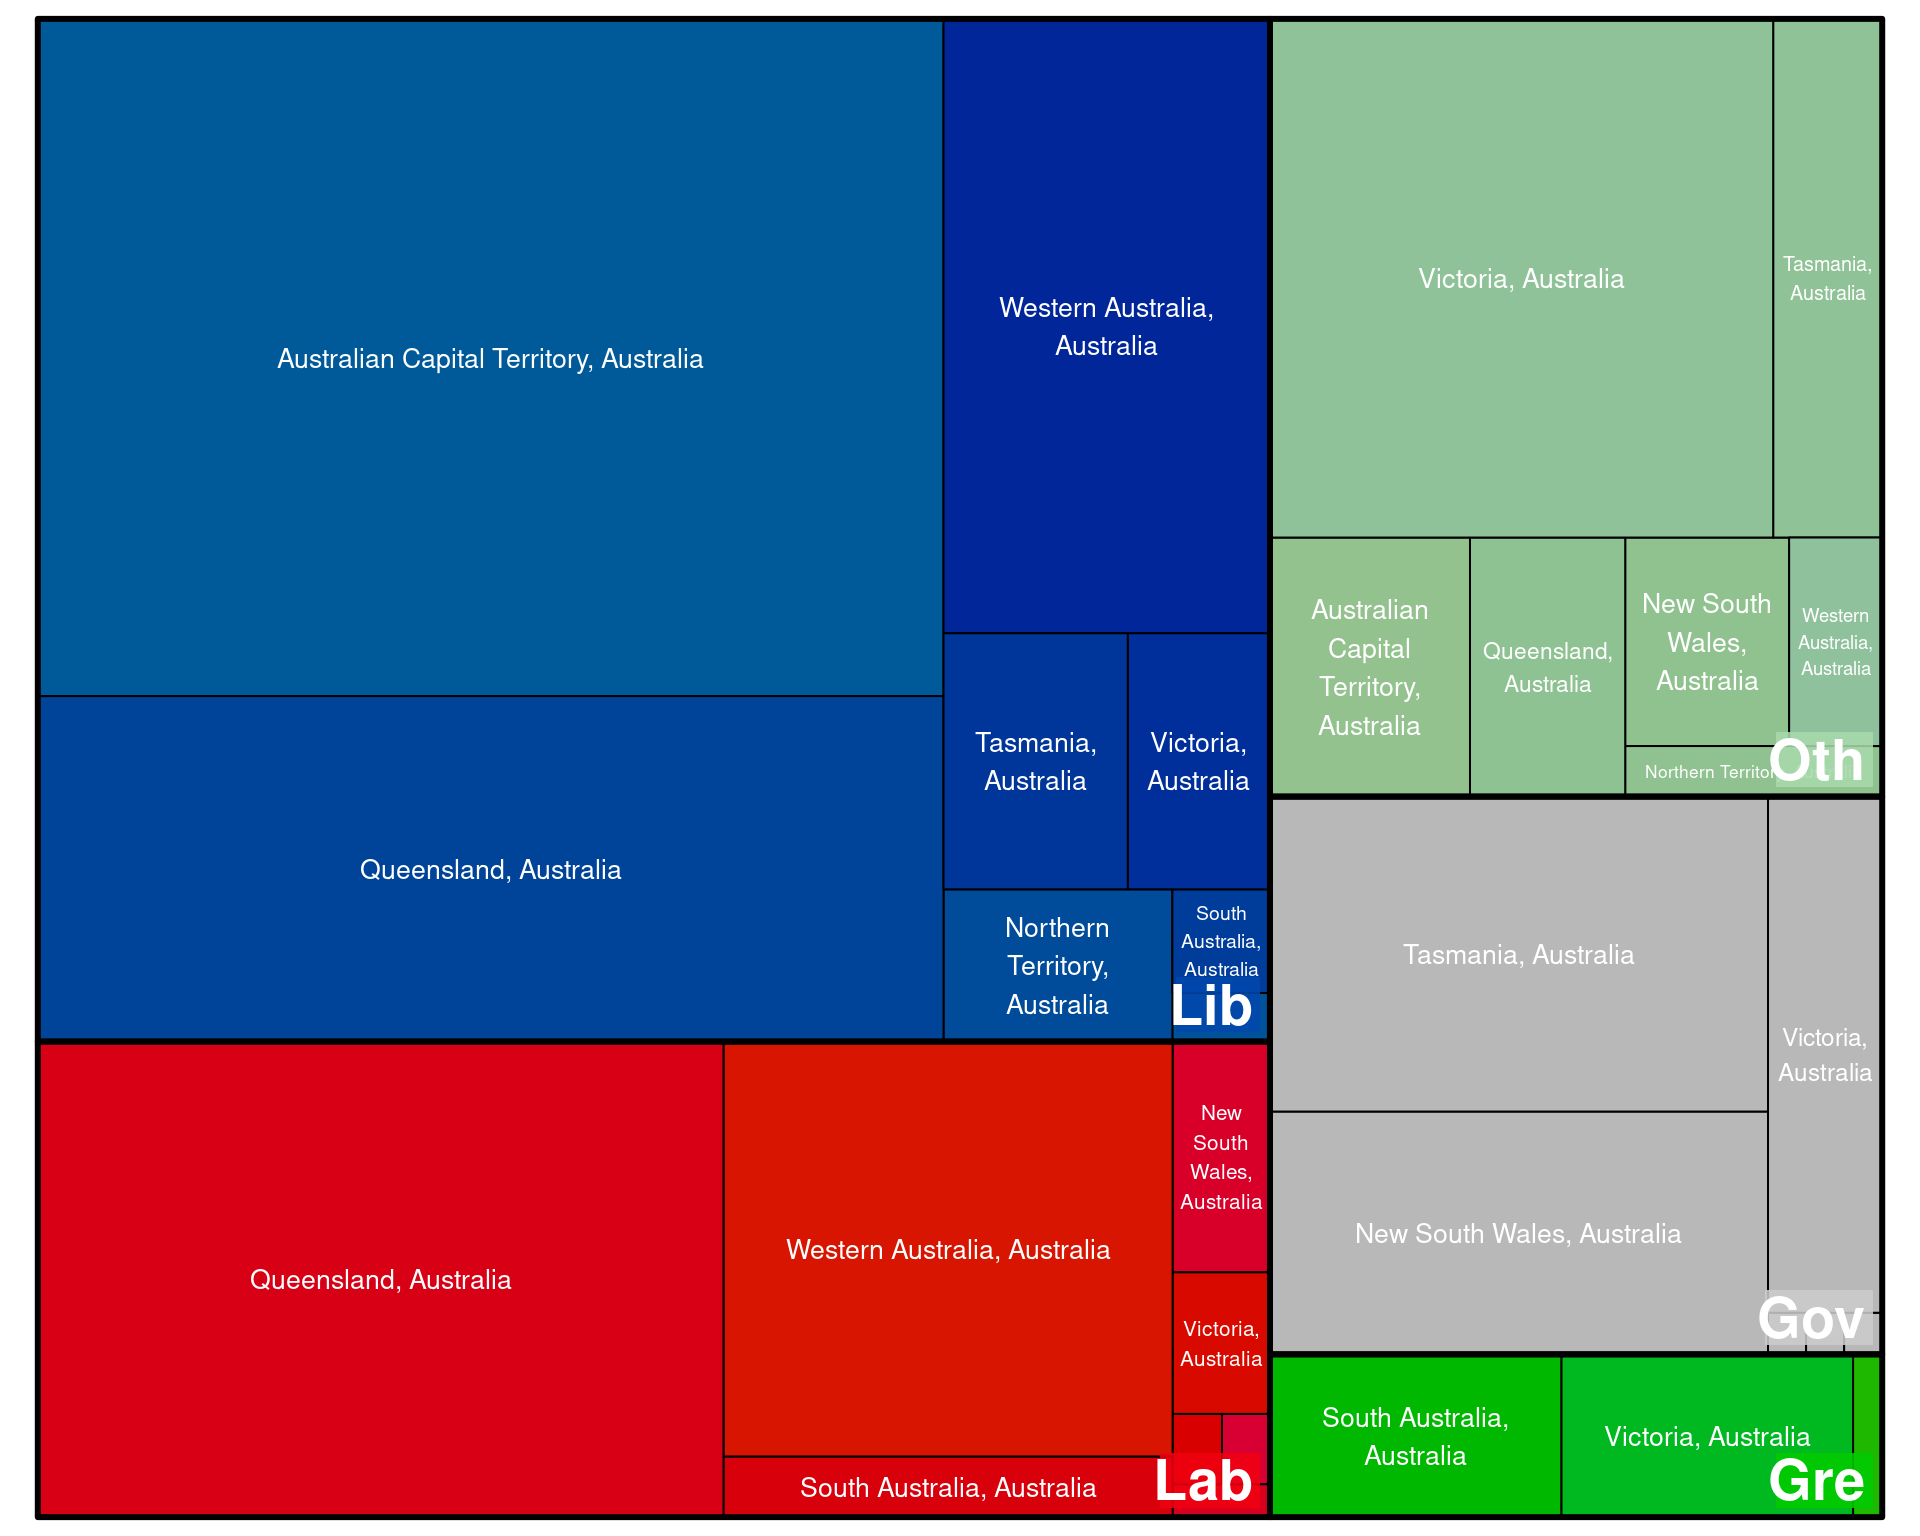 Australian Capital Territory, Australia
Western Australia,
Australia
Queensland, Australia
Tasmania,
Australia
Victoria,
Australia
Northern
Territory,
Australia
South
Australia,
Australia
Lib
Queensland, Australia
Western Australia, Australia
South Australia, Australia
New
South
Wales,
Australia
Victoria,
Australia
Lab
Victoria, Australia
Tasmania,
Australia
Australian
Capital
Territory,
Australia
Queensland,
Australia
New South
Wales,
Australia
Western
Australia,
Australia
Northern
Oth
Tasmania, Australia
New South Wales, Australia
Victoria,
Australia
Gov
South Australia,
Australia
Victoria, Australia
Gre